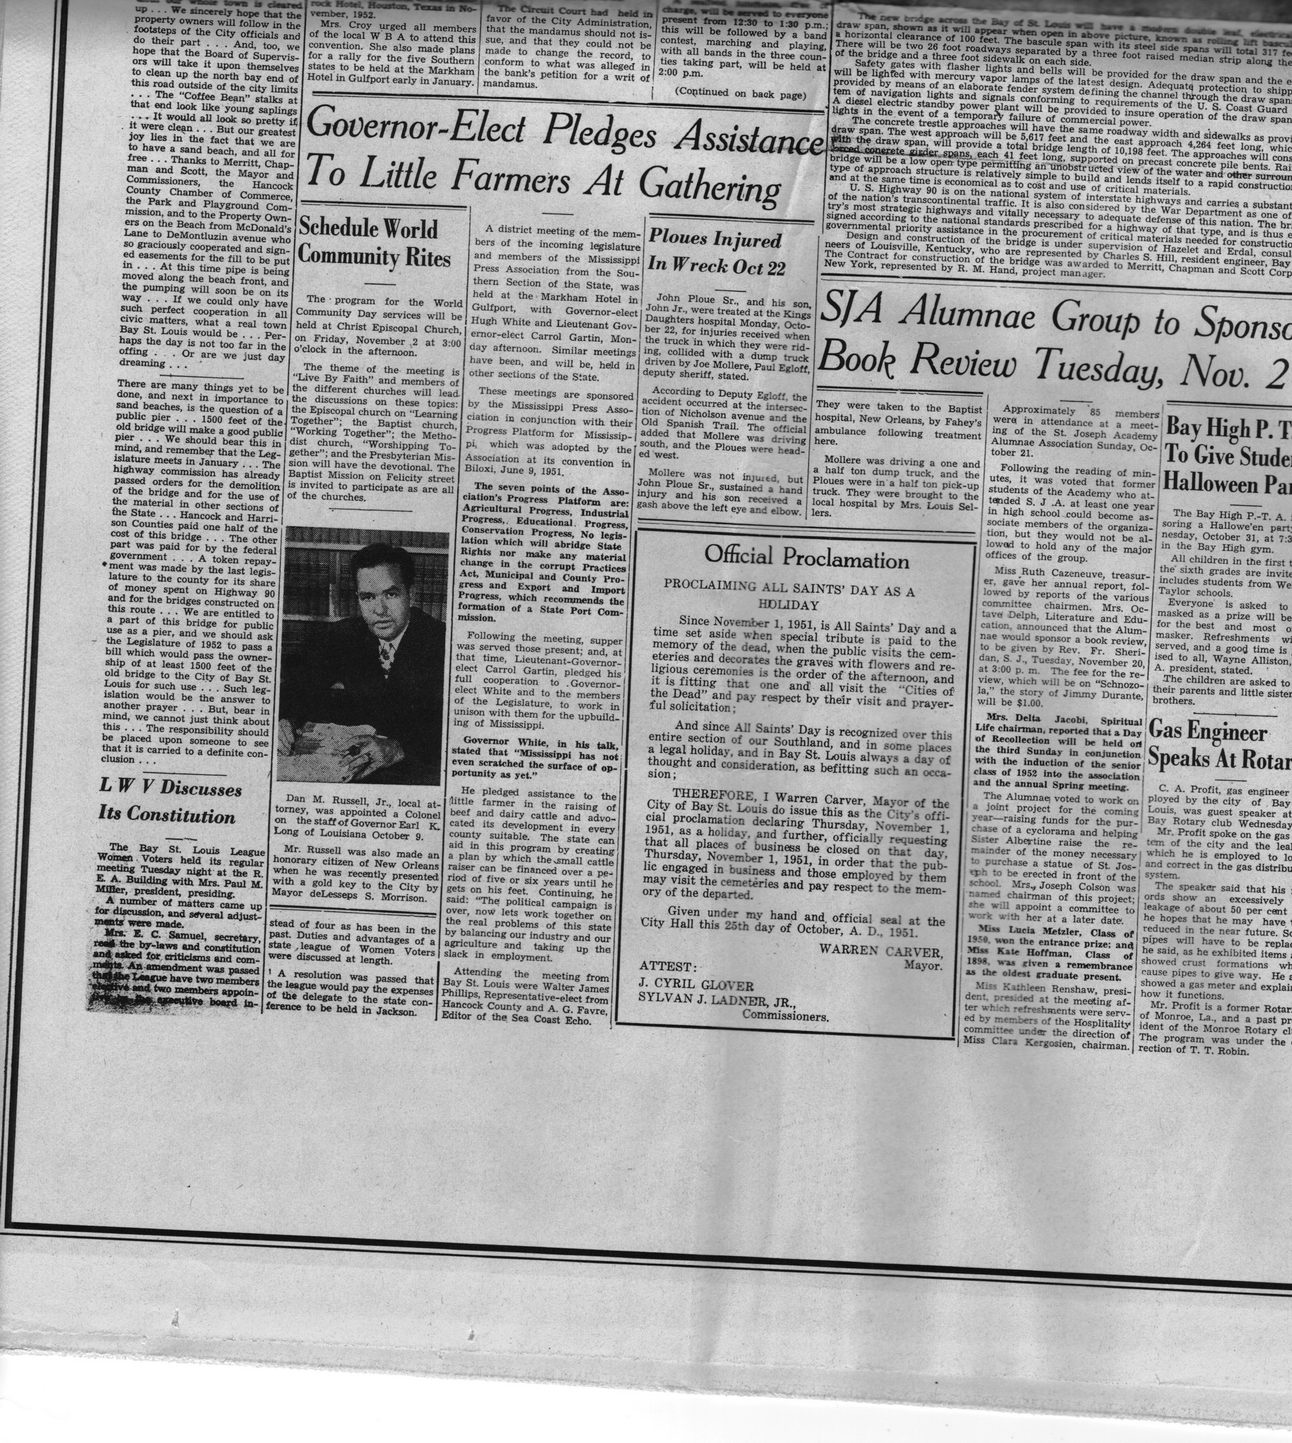 up . . . We sincerely hope that the
property owners will follow in the
footsteps of the City officials and
do their part . . . And, too, we
hope that the Board of Supervis-
ors will take it upon themselves
to clean up the north bay end of
this road outside of the city limits
. . . The "Coffee Bean" stalks at
that end look like young saplings
. . . It would all look so pretty if
it were clean . . . But our greatest
joy lies in the fact that we are
to have a sand beach, and all for
free . . . Thanks to Merritt, Chap-
man and Scott, the Mayor and
Commissioners, the Hancock
County Chamber of Commerce,
the Park and Playground Com-
mission, and to the Property Own-
ers on the Beach from McDonald's
Lane to DeMontluzin avenue who
so graciously cooperated and sign-
ed easements for the fill to be put
in . . . At this time pipe is being
moved along the beach front, and
the pumping will soon be on its
way . . . If we could only have
such perfect cooperation in all
civic matters, what a real town
Bay St. Louis would be . . . Per-
haps the day is not too far in the
offing . . . Or are we just day
dreaming . . .
There are many things yet to be
done, and next in importance to
sand beaches, is the question of a
public pier . . . 1500 feet of the
old bridge will make a good public
pier . . . We should bear this in
mind, and remember that the Leg-
islature meets in January . . . The
highway commission has already
passed orders for the demolition
of the bridge and for the use of
the material in other sections of
the State . . . Hancock and Harri-
son Counties paid one half of the
cost of this bridge . . . The other
part was paid for by the federal
government . . . A token repay-
ment was made by the last legis-
lature to the county for its share
of money spent on Highway 90
and for the bridges constructed on
this route . . . We are entitled to
a part of this bridge for public
use as a pier, and we should ask
the Legislature of 1952 to pass a
bill which would pass the owner-
ship of at least 1500 feet of the
old bridge to the City of Bay St.
Louis for such use . . . Such leg-
islation would be the answer to
another prayer . . . But, bear in
mind, we cannot just think about
this . . . The responsibility should
be placed upon someone to see
that it is carried to a definite con-
clusion . . .
L W V Discusses
Its Constitution
The Bay St. Louis League
Women Voters held its regular
meeting Tuesday night at the R.
E. A. Building with Mrs. Paul M.
Miller, president, presiding.
A number of matters came up
for discussion, and several adjust-
ments were made.
Mrs. E. C. Samuel, secretary,
read the by-laws and constitution
and asked for criticisms and com-
ments. An amendment was passed
that the League have two members
elective and two members appoin-
the executive board in-
rock Hotel, Houston, Texas in No-
vember, 1952.
Mrs. Croy urged all members
of the local W B A to attend this
convention. She also made plans
for a rally for the five Southern
states to be held at the Markham
Hotel in Gulfport early in January.
The Circuit Court had held in
favor of the City Administration,
that the mandamus should not is-
sue, and that they could not be
made to change the record, to
conform to what was alleged in
the bank's petition for a writ of
mandamus.
charge, will be served to everyone
present from 12:30 to 1:30 p.m.;
this will be followed by a band
contest, marching and playing,
with all bands in the three coun-
ties taking part, will be held at
2:00 p.m.
(Continued on back page)
Governor-Elect Pledges Assistance
To Little Farmers At Gathering
Schedule World
Community Rites
The program for the World
Community Day services will be
held at Christ Episcopal Church,
on Friday, November 2 at 3:00
o'clock in the afternoon.
The theme of the meeting is
"Live By Faith" and members of
the different churches will lead
the discussions on these topics:
the Episcopal church on "Learning
Together"; the Baptist church,
"Working Together"; the Metho-
dist church, "Worshipping To-
gether"; and the Presbyterian Mis-
sion will have the devotional. The
Baptist Mission on Felicity street
is invited to participate as are all
of the churches.
Dan M. Russell, Jr., local at-
torney, was appointed a Colonel
on the staff of Governor Earl K.
Long of Louisiana October 9.
Mr. Russell was also made an
honorary citizen of New Orleans
when he was recently presented
with a gold key to the City by
Mayor deLesseps S. Morrison.
stead of four as has been in the
past. Duties and advantages of a
state league of Women Voters
were discussed at length.
A resolution was passed that
the league would pay the expenses
of the delegate to the state con-
ference to be held in Jackson.
A district meeting of the mem-
bers of the incoming legislature
and members of the Mississippi
Press Association from the Sou-
thern Section of the State, was
held at the Markham Hotel in
Gulfport, with Governor-elect
Hugh White and Lieutenant Gov-
ernor-elect Carrol Gartin, Mon-
day afternoon. Similar meetings
have been, and will be, held in
other sections of the State.
These meetings are sponsored
by the Mississippi Press Asso-
ciation in conjunction with their
Progress Platform for Mississip-
pi, which was adopted by the
Association at its convention in
Biloxi, June 9, 1951.
The seven points of the Asso-
ciation's Progress Platform are:
Agricultural Progress, Industrial
Progress, Educational Progress,
Conservation Progress, No legis-
lation which will abridge State
Rights nor make any material
change in the corrupt Practices
Act, Municipal and County Pro-
gress and Export and Import
Progress, which recommends the
formation of a State Port Com-
mission.
Following the meeting, supper
was served those present; and, at
that time, Lieutenant-Governor-
elect Carrol Gartin, pledged his
full cooperation to Governor-
elect White and to the members
of the Legislature, to work in
unison with them for the upbuild-
ing of Mississippi.
Governor White, in his talk,
stated that "Mississippi has not
even scratched the surface of op-
portunity as yet."
He pledged assistance to the
little farmer in the raising of
beef and dairy cattle and advo-
cated its development in every
county suitable. The state can
aid in this program by creating
a plan by which the small cattle
raiser can be financed over a pe-
riod of five or six years until he
gets on his feet. Continuing, he
said: "The political campaign is
over, now lets work together on
the real problems of this state
by balancing our industry and our
agriculture and taking up the
slack in employment.
Attending the meeting from
Bay St. Louis were Walter James
Phillips, Representative-elect from
Hancock County and A. G. Favre,
Editor of the Sea Coast Echo.
Ploues Injured
In Wreck Oct 22
John Ploue Sr., and his son,
John Jr., were treated at the Kings
Daughters hospital Monday, Octo-
ber 22, for injuries received when
the truck in which they were rid-
ing, collided with a dump truck
driven by Joe Mollere, Paul Egloff,
deputy sheriff, stated.
According to Deputy Egloff, the
accident occurred at the intersec-
tion of Nicholson avenue and the
Old Spanish Trail. The official
added that Mollere was driving
south, and the Ploues were head-
ed west.
Mollere was not injured, but
John Ploue Sr., sustained a hand
injury and his son received a
gash above the left eye and elbow.
They were taken to the Baptist
hospital, New Orleans, by Fahey's
ambulance following treatment
here.
Mollere was driving a one and
a half ton dump truck, and the
Ploues were in a half ton pick-up
truck. They were brought to the
local hospital by Mrs. Louis Sel-
lers.
Official Proclamation
PROCLAIMING ALL SAINTS' DAY AS A
HOLIDAY
Since November 1, 1951, is All Saints' Day and a
time set aside when special tribute is paid to the
memory of the dead, when the public visits the cem-
eteries and decorates the graves with flowers and re-
ligious ceremonies is the order of the afternoon, and
it is fitting that one and all visit the "Cities of
the Dead" and pay respect by their visit and prayer-
ful solicitation;
And since All Saints' Day is recognized over this
entire section of our Southland, and in some places
a legal holiday, and in Bay St. Louis always a day of
thought and consideration, as befitting such an occa-
sion;
THEREFORE, I Warren Carver, Mayor of the
City of Bay St. Louis do issue this as the City's offi-
cial proclamation declaring Thursday, November 1,
1951, as a holiday, and further, officially requesting
that all places of business be closed on that day,
Thursday, November 1, 1951, in order that the pub-
lic engaged in business and those employed by them
may visit the cemeteries and pay respect to the mem-
ory of the departed.
Given under my hand and official seal at the
City Hall this 25th day of October, A. D., 1951.
WARREN CARVER,
Mayor.
ATTEST:
J. CYRIL GLOVER
SYLVAN J. LADNER, JR.,
Commissioners.
The new bridge across the Bay of St. Louis will have a modern double leaf,
draw span, shown as it will appear when open in above picture, known as rolling lift
a horizontal clearance of 100 feet. The bascule span with its steel side spans will total 317 fe
There will be two 26 foot roadways separated by a three foot raised median strip along the
of the bridge and a three foot sidewalk on each side.
Safety gates with flasher lights and bells will be provided for the draw span and the e
will be lighted with mercury vapor lamps of the latest design. Adequate protection to shipp
provided by means of an elaborate fender system defining the channel through the draw span
tem of navigation lights and signals conforming to requirements of the U. S. Coast Guard
A diesel electric standby power plant will be provided to insure operation of the draw span
lights in the event of a temporary failure of commercial power.
The concrete trestle approaches will have the same roadway width and sidewalks as provi
draw span. The west approach will be 5,617 feet and the east approach 4,264 feet long, whic
with the draw span, will provide a total bridge length of 10,198 feet. The approaches will cons
forced concrete girder spans, each 41 feet long, supported on precast concrete pile bents. Rai
bridge will be a low open type permitting an unobstructed view of the water and other surroun
type of approach structure is relatively simple to build and lends itself to a rapid constructio
and at the same time is economical as to cost and use of critical materials.
U. S. Highway 90 is on the national system of interstate highways and carries a substant
of the nation's transcontinental traffic. It is also considered by the War Department as one of
try's most strategic highways and vitally necessary to adequate defense of this nation. The bri
signed according to the national standards prescribed for a highway of that type, and is thus e
governmental priority assistance in the procurement of critical materials needed for constructio
Design and construction of the bridge is under supervision of Hazelet and Erdal, consul
neers of Louisville, Kentucky, who are represented by Charles S. Hill, resident engineer, Bay
The Contract for construction of the bridge was awarded to Merritt, Chapman and Scott Corp
New York, represented by R. M. Hand, project manager.
SJA Alumnae Group to Sponso
Book Review Tuesday, Nov. 2
Approximately 85 members
were in attendance at a meet-
ing of the St. Joseph Academy
Alumnae Association Sunday, Oc-
tober 21.
Following the reading of min-
utes, it was voted that former
students of the Academy who at-
tended S. J .A. at least one year
in high school could become as-
sociate members of the organiza-
tion, but they would not be al-
lowed to hold any of the major
offices of the group.
Miss Ruth Cazeneuve, treasur-
er, gave her annual report, fol-
lowed by reports of the various
committee chairmen. Mrs. Oc-
tave Delph, Literature and Edu-
cation, announced that the Alum-
nae would sponsor a book review,
to be given by Rev. Fr. Sheri-
dan, S. J., Tuesday, November 20,
at 3:00 p. m. The fee for the re-
view, which will be on "Schnozo-
la," the story of Jimmy Durante,
will be $1.00.
Mrs. Delta Jacobi, Spiritual
Life chairman, reported that a Day
of Recollection will be held on
the third Sunday in conjunction
with the induction of the senior
class of 1952 into the association
and the annual Spring meeting.
The Alumnae voted to work on
a joint project for the coming
year—raising funds for the pur-
chase of a cyclorama and helping
Sister Albertine raise the re-
mainder of the money necessary
to purchase a statue of St. Jos-
eph to be erected in front of the
school. Mrs. Joseph Colson was
named chairman of this project;
she will appoint a committee to
work with her at a later date.
Miss Lucia Metzler, Class of
1950, won the entrance prize; and
Miss Kate Hoffman, Class of
1898, was given a remembrance
as the oldest graduate present.
Miss Kathleen Renshaw, presi-
dent, presided at the meeting af-
ter which refreshments were serv-
ed by members of the Hosplitality
committee under the direction of
Miss Clara Kergosien, chairman.
Bay High P. T
To Give Stude
Halloween Pa
The Bay High P.-T. A.
soring a Hallowe'en party
nesday, October 31, at 7:3
in the Bay High gym.
All children in the first t
the sixth grades are invite
includes students from We
Taylor schools.
Everyone is asked to
masked as a prize will be
for the best and most o
masker. Refreshments wi
served, and a good time is
ised to all, Wayne Alliston,
A. president, stated.
The children are asked to
their parents and little sister
brothers.
Gas Engineer
Speaks At Rotar
C. A. Profit, gas engineer
ployed by the city of Bay
Louis, was guest speaker at
Bay Rotary club Wednesday
Mr. Profit spoke on the gas
tem of the city and the leak
which he is employed to lo
and correct in the gas distribu
system.
The speaker said that his
ords show an excessively
leakage of about 50 per cent
he hopes that he may have
reduced in the near future. So
pipes will have to be replac
he said, as he exhibited items
showed crust formations wh
cause pipes to give way. He a
showed a gas meter and explain
how it functions.
Mr. Profit is a former Rotar
of Monroe, La., and a past pr
ident of the Monroe Rotary cl
The program was under the
rection of T. T. Robin.